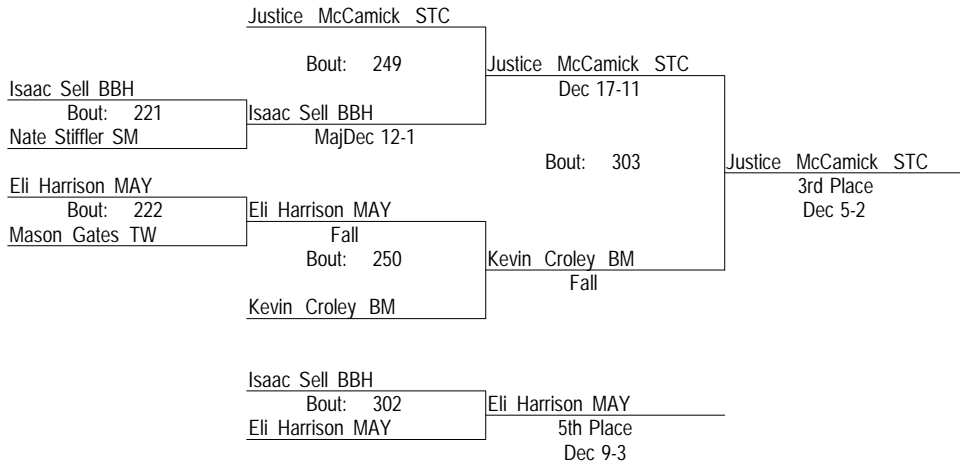 Justice McCamick STC
Bout: 249
Justice McCamick STC
Dec 17-11
Isaac Sell BBH
Bout: 221
Isaac Sell BBH
Nate Stiffler SM
MajDec 12-1
Bout: 303
Justice McCamick STC
3rd Place
Dec 5-2
Eli Harrison MAY
Bout: 222
Eli Harrison MAY
Mason Gates TW
Fall
Bout: 250
Kevin Croley BM
Fall
Kevin Croley BM
Isaac Sell BBH
Bout: 302
Eli Harrison MAY
Eli Harrison MAY
5th Place
Dec 9-3